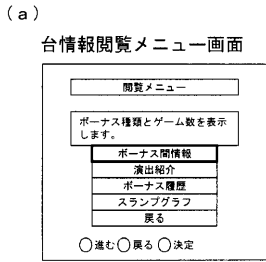 （a）
台情報閲覧メニュー画面
閲覧メニュー
ボーナス種類とゲーム数を表示
します。
ボーナス間情報
演出紹介
ボーナス履歴
スランプグラフ
戻る
○進む○戻る○決定